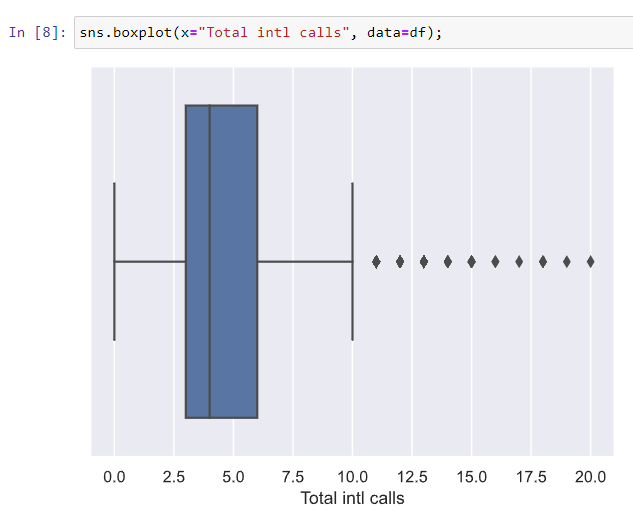 In [8]: sns.boxplot(x="Total intl calls", data=df);
0.0 2.5 5.0 7.5 10.0 12.5 15.0 17.5 20.0
Total intl calls